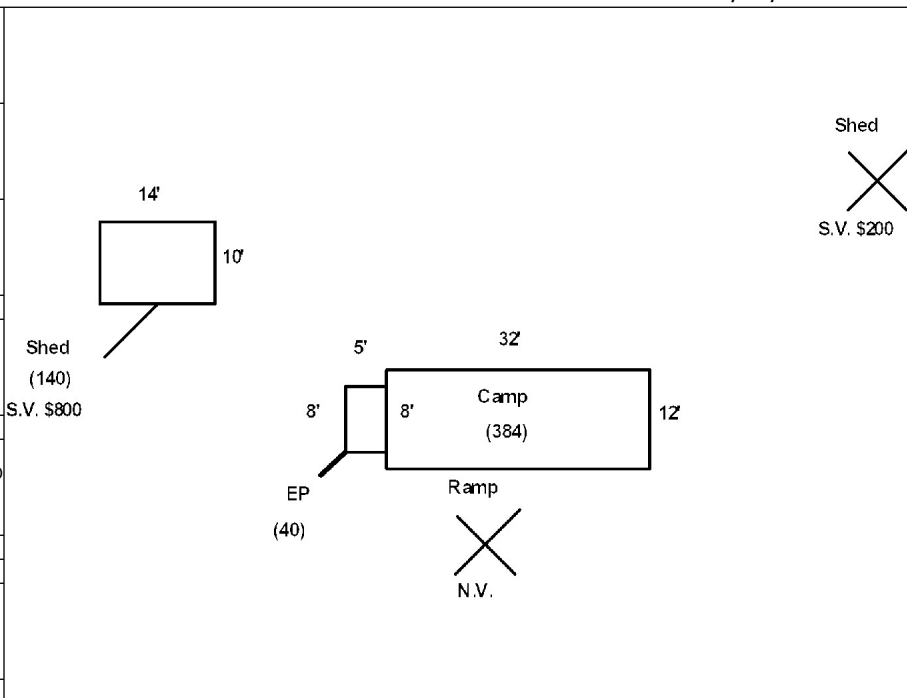 Shed
S.V. $200
14'
10'
Shed
(140)
S.V. $800
5'
32'
8'
8'
Camp
(384)
12'
EP
(40)
Ramp
N.V.